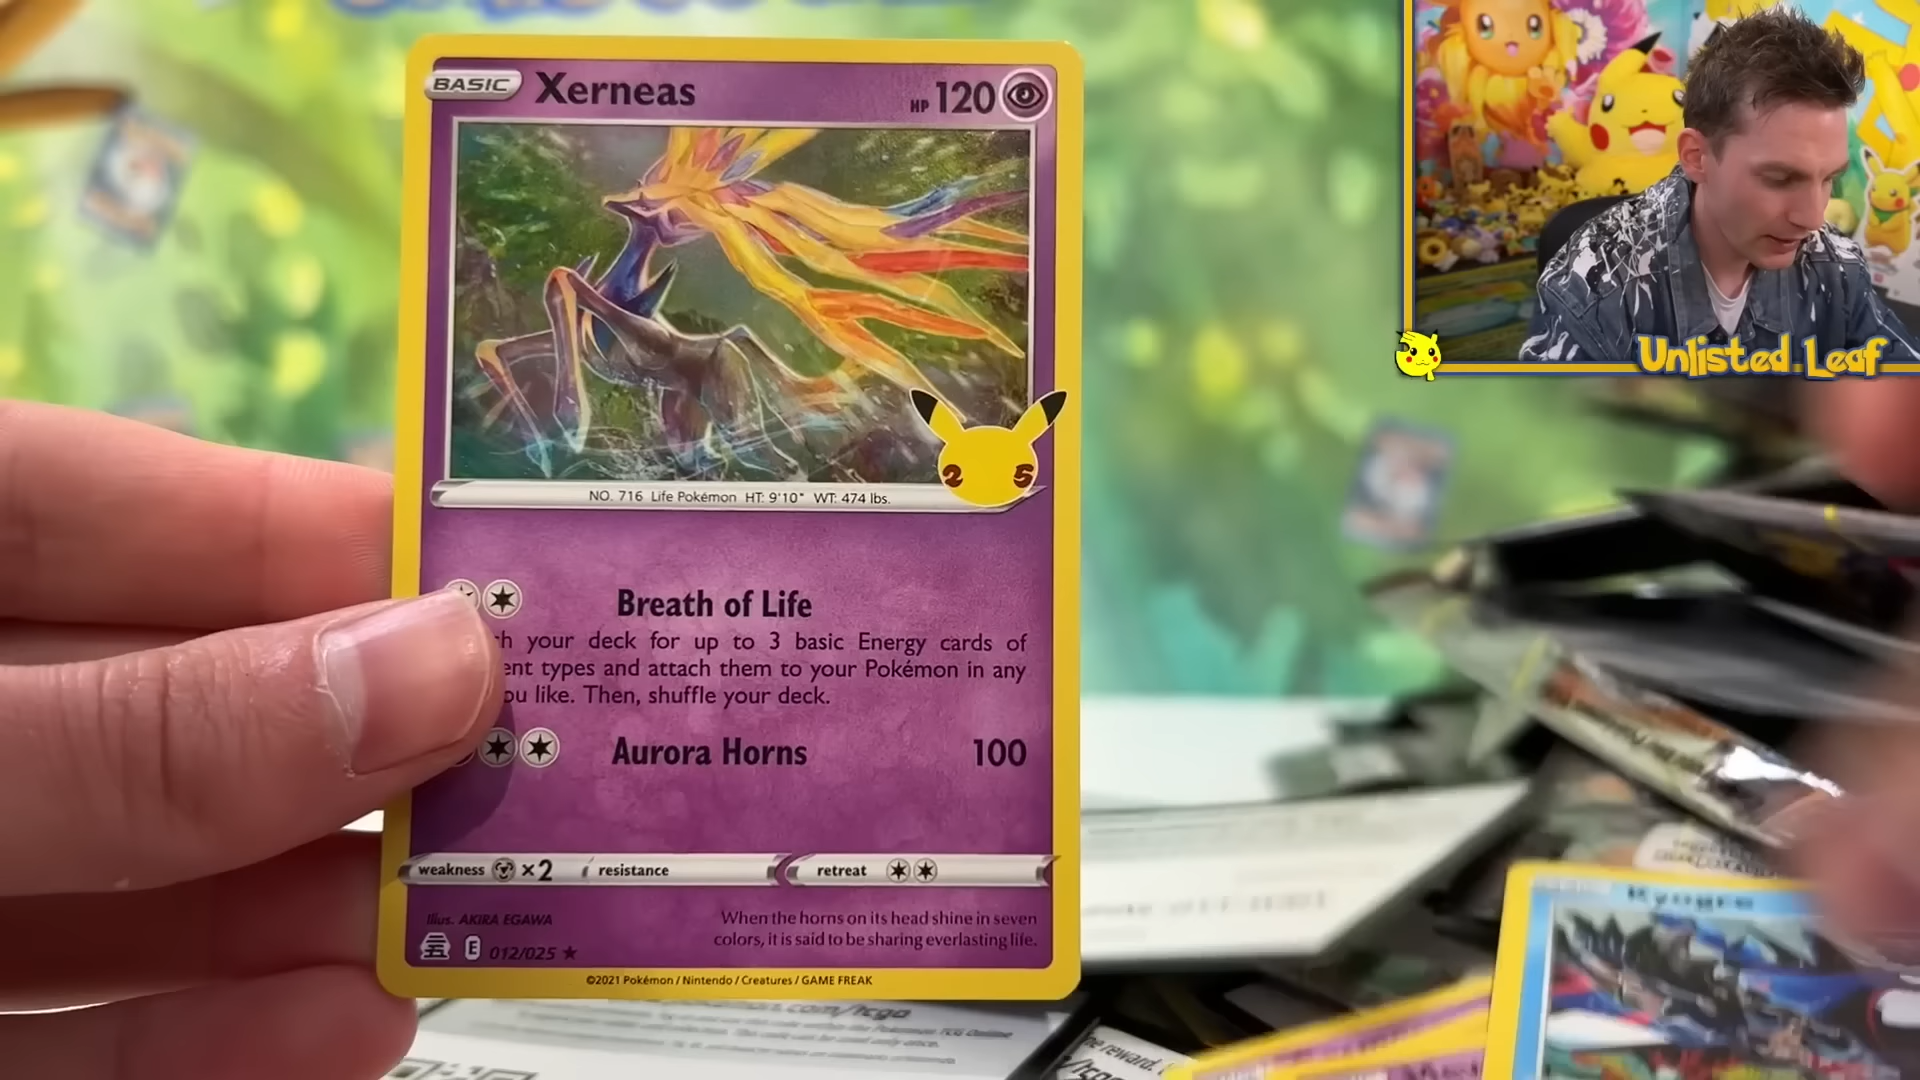 BASIC Xerneas HP 120
Unlisted Leaf
25
NO. 716 Life Pokémon HT: 9'10" WT: 474 lbs.
Breath of Life
your deck for up to 3 basic Energy cards of
types and attach them to your Pokémon in any
like. Then, shuffle your deck.
Aurora Horns 100
weakness ×2 resistance retreat
Illus. AKIRA EGAWA
When the horns on its head shine in seven
colors, it is said to be sharing everlasting life.
E 012/025
©2021 Pokémon / Nintendo / Creatures / GAME FREAK
Kyogre